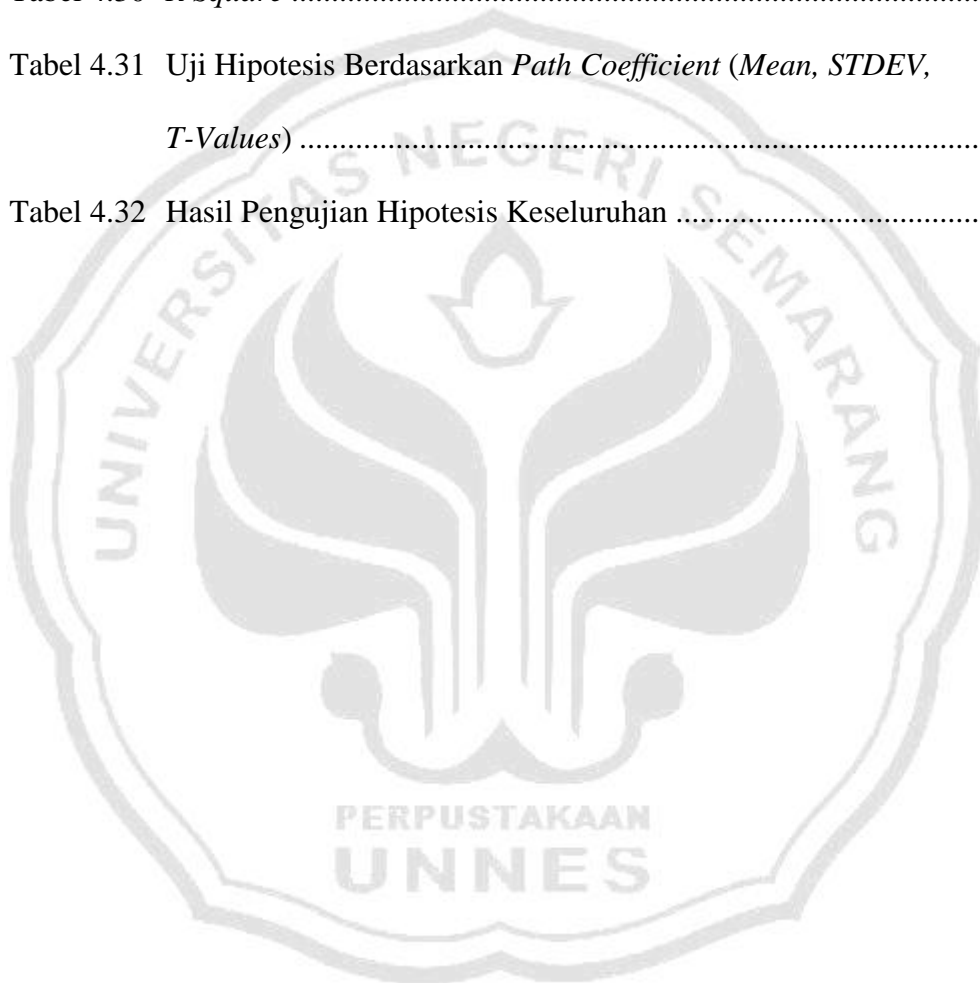 Tabel 4.30 R Square ........................................................................................
Tabel 4.31 Uji Hipotesis Berdasarkan Path Coefficient (Mean, STDEV,
T-Values) .....................................................................................
Tabel 4.32 Hasil Pengujian Hipotesis Keseluruhan ......................................
UNIVERSITAS NEGERI SEMARANG
PERPUSTAKAAN
UNNES